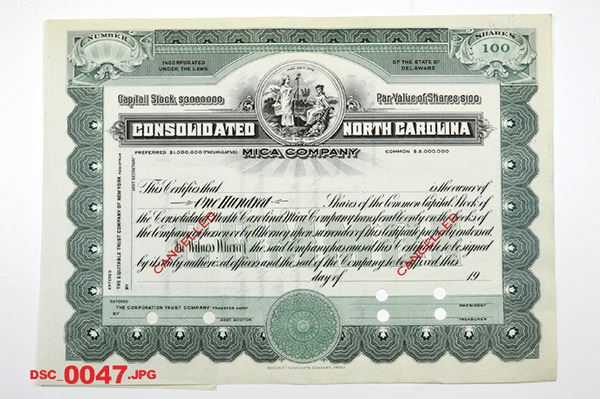 NUMBER
SHARES
100
INCORPORATED
UNDER THE LAWS
OF THE STATE OF
DELAWARE
Capital Stock $3,000,000
Par Value of Shares $100
CONSOLIDATED NORTH CAROLINA
MICA COMPANY
PREFERRED $1,000,000 (CUMULATIVE)
COMMON $2,000,000
This Certifies that is the owner of
One Hundred Shares of the Common Capital Stock of
the Consolidated North Carolina Mica Company transferable only on the books of
the Company in person or by Attorney upon surrender of this Certificate properly endorsed.
In Witness Whereof the said Company has caused this Certificate to be signed
by its duly authorized officers and the seal of the Company to be affixed this
day of 19
CANCELLED
CANCELLED
REGISTERED
THE EQUITABLE TRUST COMPANY OF NEW YORK
BY
ASST. SECRETARY
ENTERED
THE CORPORATION TRUST COMPANY, TRANSFER AGENT
BY
PRESIDENT
TREASURER
DSC_0047.JPG